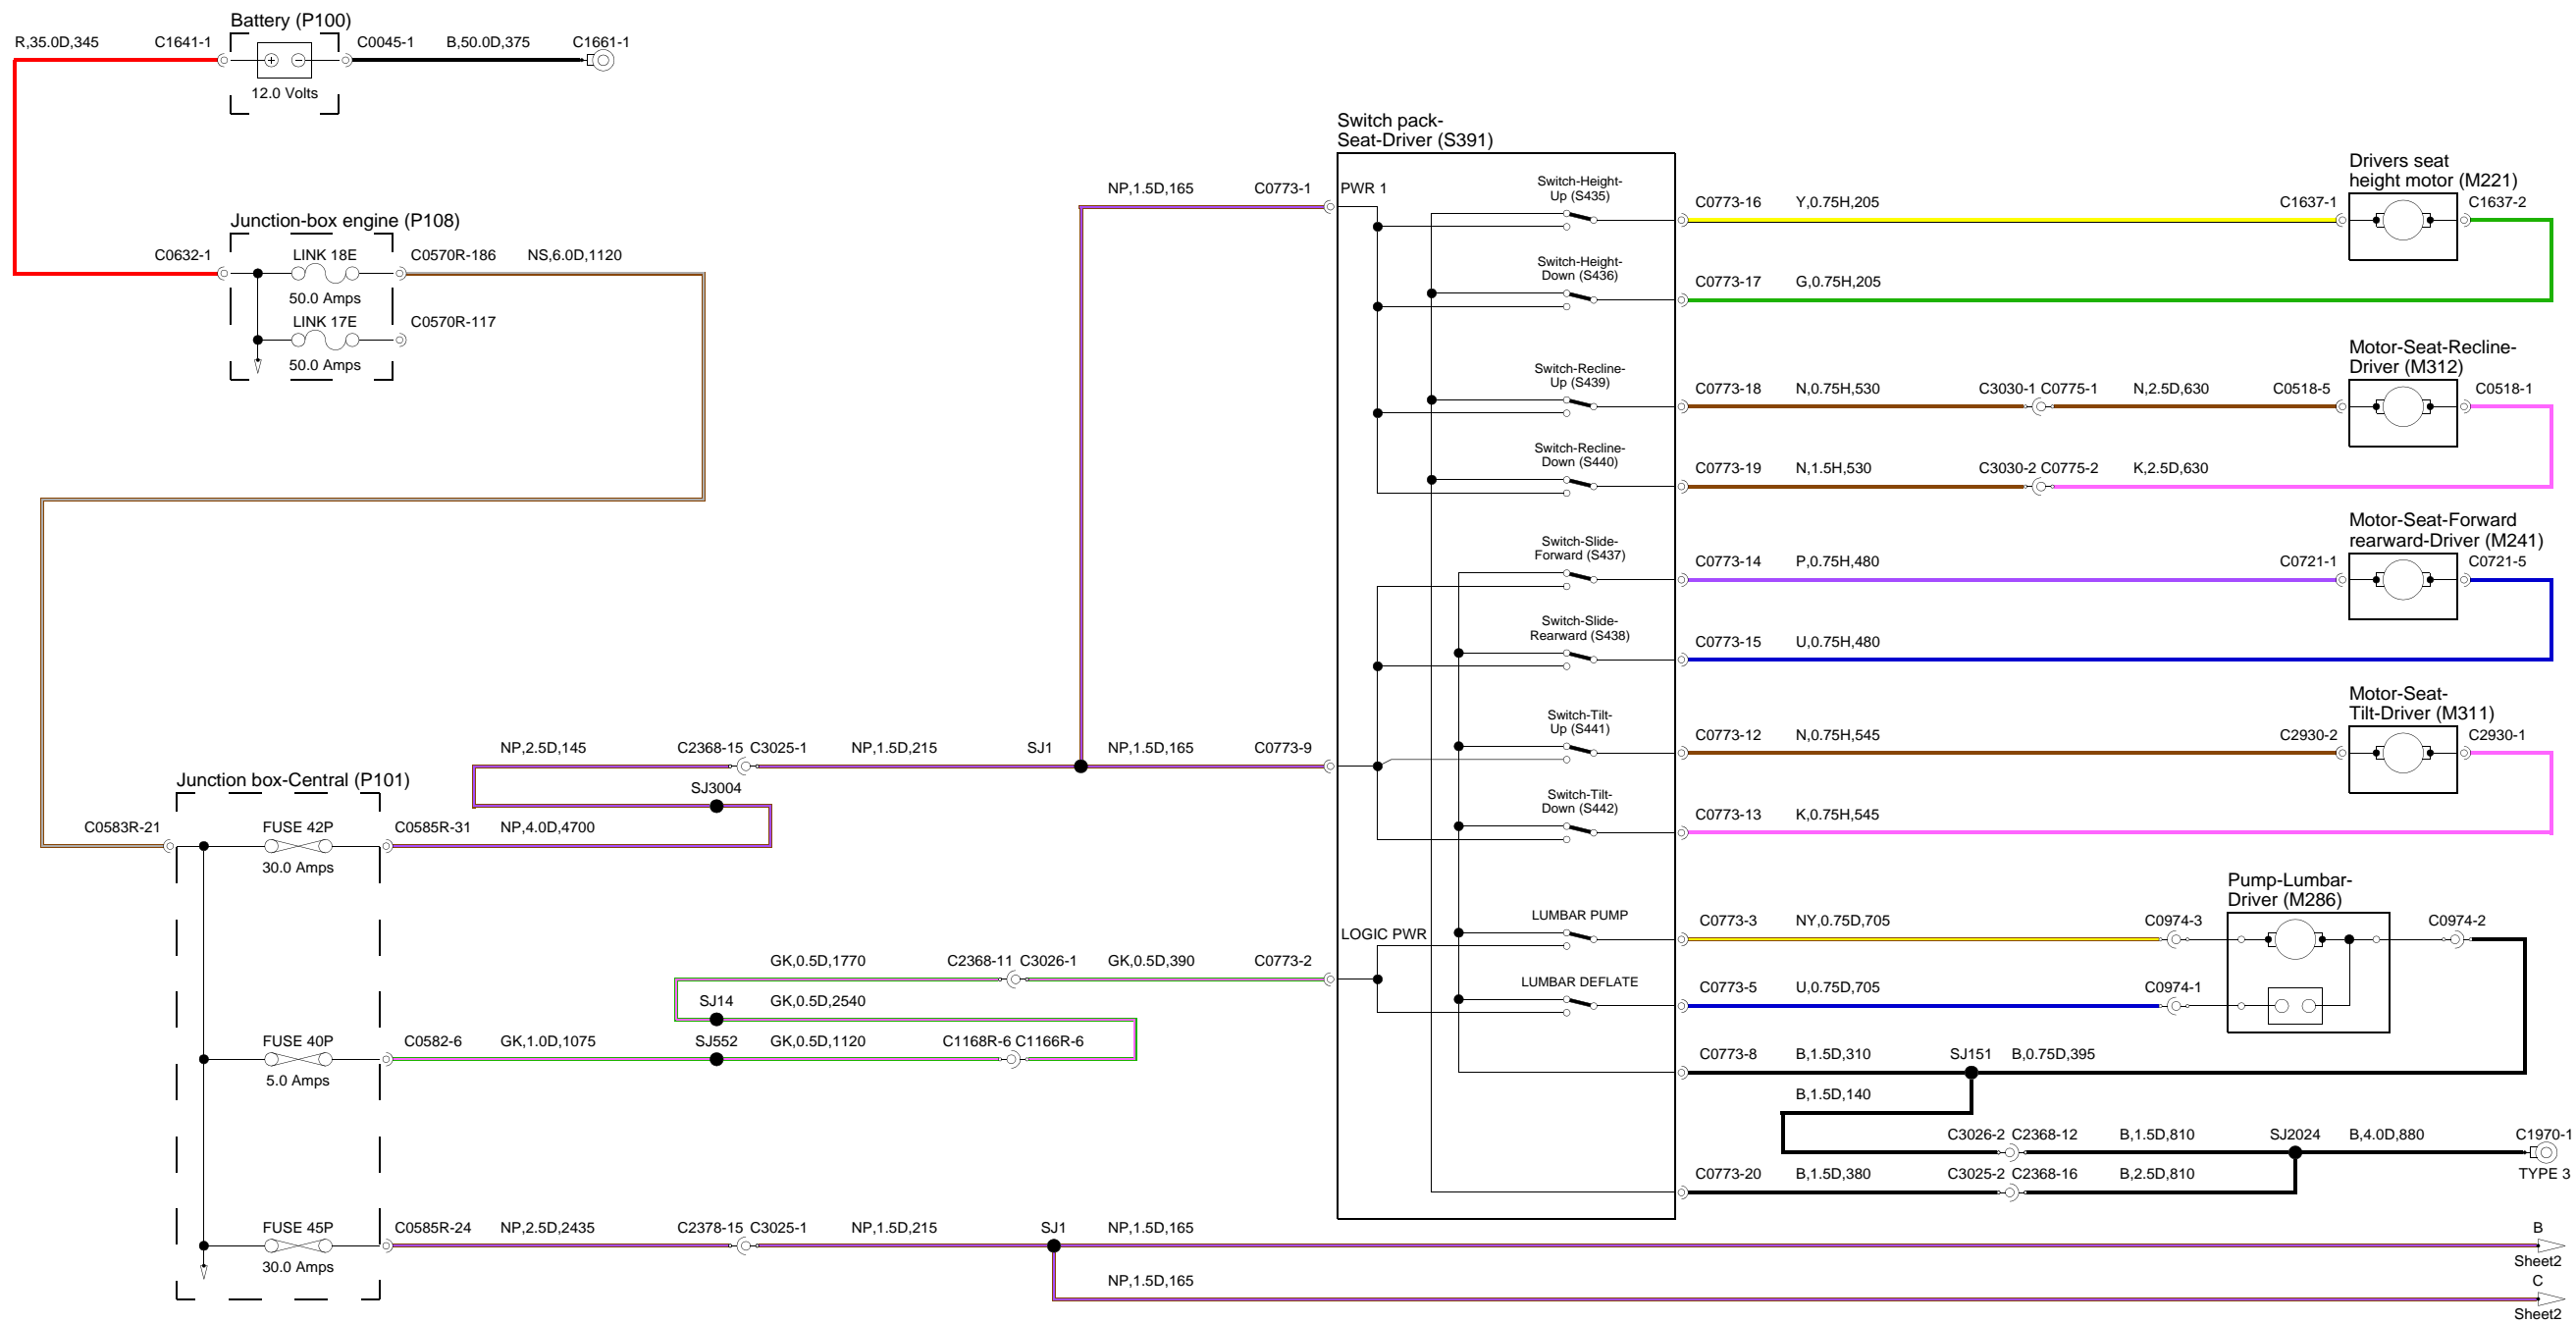 Battery (P100)
R,35.0D,345
C1641-1
C0045-1
B,50.0D,375
C1661-1
12.0 Volts
Junction-box engine (P108)
C0632-1
LINK 18E
50.0 Amps
C0570R-186
NS,6.0D,1120
LINK 17E
50.0 Amps
C0570R-117
Switch pack-
Seat-Driver (S391)
NP,1.5D,165
C0773-1
PWR 1
Switch-Height-
Up (S435)
C0773-16
Y,0.75H,205
C1637-1
Drivers seat
height motor (M221)
C1637-2
Switch-Height-
Down (S436)
C0773-17
G,0.75H,205
Switch-Recline-
Up (S439)
C0773-18
N,0.75H,530
C3030-1 C0775-1
N,2.5D,630
C0518-5
Motor-Seat-Recline-
Driver (M312)
C0518-1
Switch-Recline-
Down (S440)
C0773-19
N,1.5H,530
C3030-2 C0775-2
K,2.5D,630
Switch-Slide-
Forward (S437)
C0773-14
P,0.75H,480
C0721-1
Motor-Seat-Forward
rearward-Driver (M241)
C0721-5
Switch-Slide-
Rearward (S438)
C0773-15
U,0.75H,480
NP,2.5D,145
C2368-15 C3025-1
NP,1.5D,215
SJ1
NP,1.5D,165
C0773-9
Switch-Tilt-
Up (S441)
C0773-12
N,0.75H,545
C2930-2
Motor-Seat-
Tilt-Driver (M311)
C2930-1
SJ3004
Switch-Tilt-
Down (S442)
C0773-13
K,0.75H,545
Junction box-Central (P101)
C0583R-21
FUSE 42P
30.0 Amps
C0585R-31
NP,4.0D,4700
LOGIC PWR
LUMBAR PUMP
C0773-3
NY,0.75D,705
C0974-3
Pump-Lumbar-
Driver (M286)
C0974-2
GK,0.5D,1770
C2368-11 C3026-1
GK,0.5D,390
C0773-2
LUMBAR DEFLATE
C0773-5
U,0.75D,705
C0974-1
SJ14
GK,0.5D,2540
FUSE 40P
5.0 Amps
C0582-6
GK,1.0D,1075
SJ552
GK,0.5D,1120
C1168R-6 C1166R-6
C0773-8
B,1.5D,310
SJ151
B,0.75D,395
B,1.5D,140
C3026-2 C2368-12
B,1.5D,810
SJ2024
B,4.0D,880
C1970-1
TYPE 3
C0773-20
B,1.5D,380
C3025-2 C2368-16
B,2.5D,810
FUSE 45P
30.0 Amps
C0585R-24
NP,2.5D,2435
C2378-15 C3025-1
NP,1.5D,215
SJ1
NP,1.5D,165
B
Sheet2
NP,1.5D,165
C
Sheet2